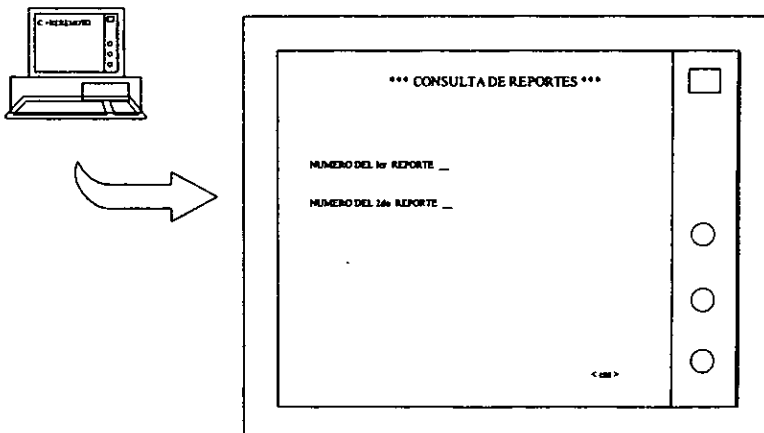 *** CONSULTA DE REPORTES ***
NUMERO DEL 1er REPORTE __
NUMERO DEL 2do REPORTE __